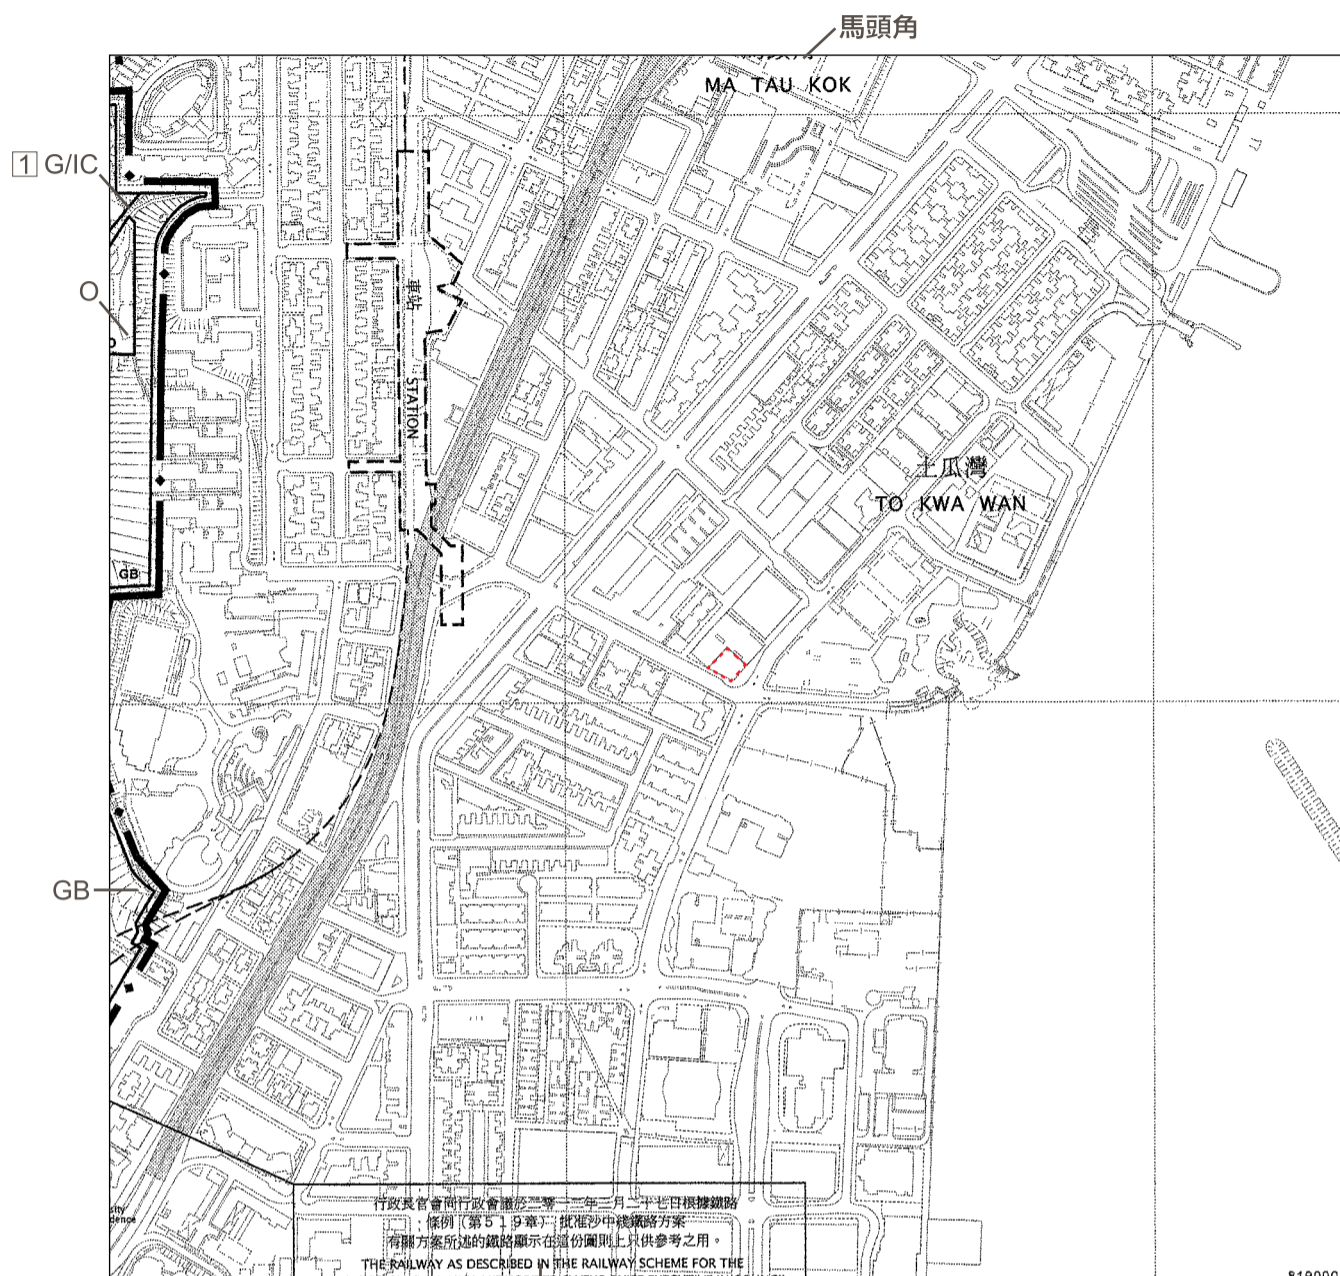 馬頭角
MA TAU KOK
1 G/IC
O
車站
STATION
土瓜灣
TO KWA WAN
GB
GB
行政長官會同行政會議於二零一二年三月二十七日根據鐵路
條例（第519章）批准沙中綫鐵路方案
有關方案所述的鐵路顯示在這份圖則上只供參考之用。
THE RAILWAY AS DESCRIBED IN THE RAILWAY SCHEME FOR THE